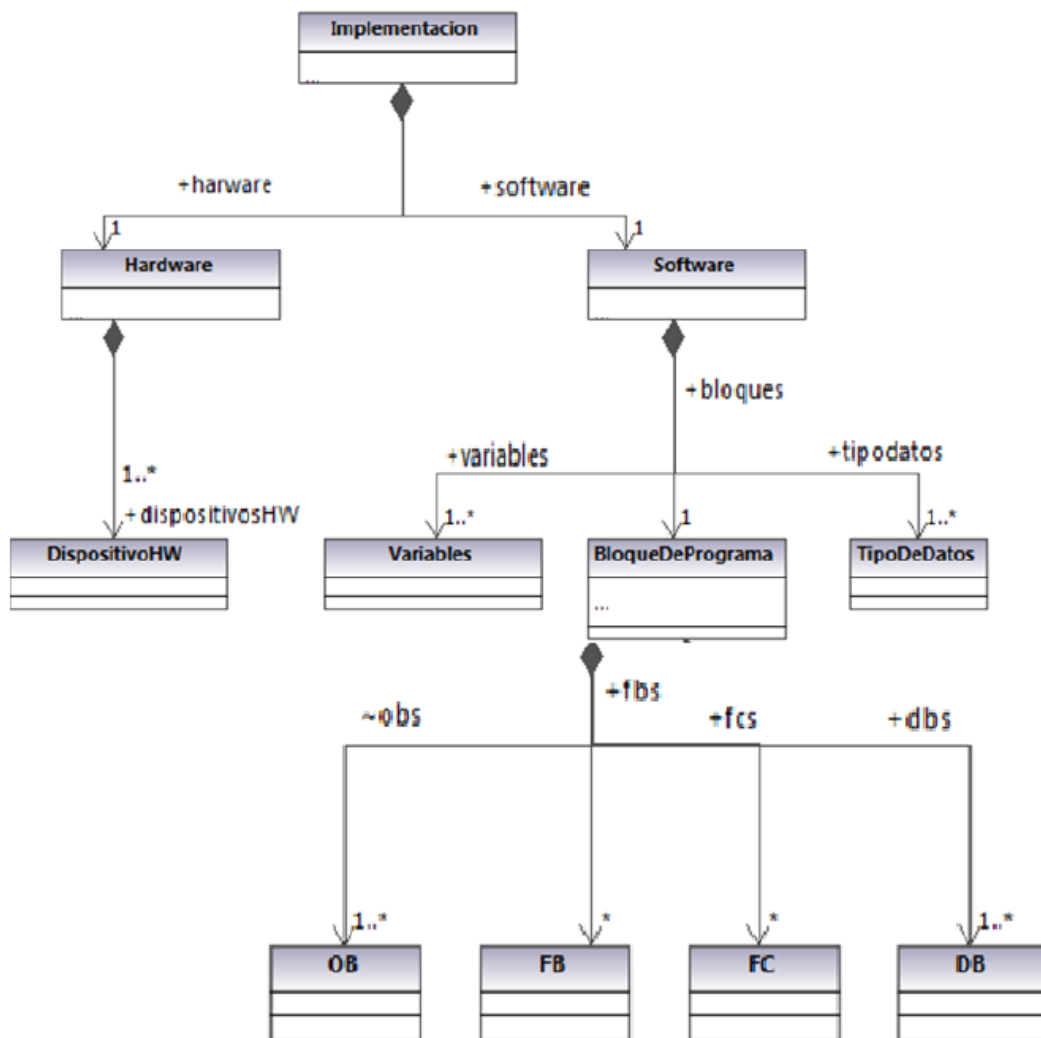 Implementacion
...
+harware
+software
1
1
Hardware
Software
...
...
+bloques
+variables
+tipodatos
1..*
+dispositivosHW
1..*
1
1..*
DispositivoHW
Variables
BloqueDePrograma
TipoDeDatos
...
+fbs
~obs
+fcs
+dbs
1..*
*
*
1..*
OB
FB
FC
DB